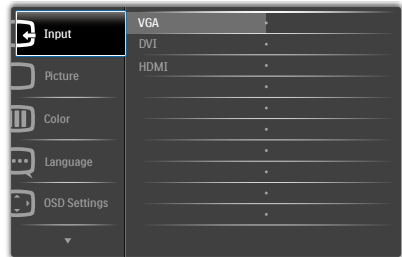 Input
Picture
Color
Language
OSD Settings
VGA
DVI
HDMI